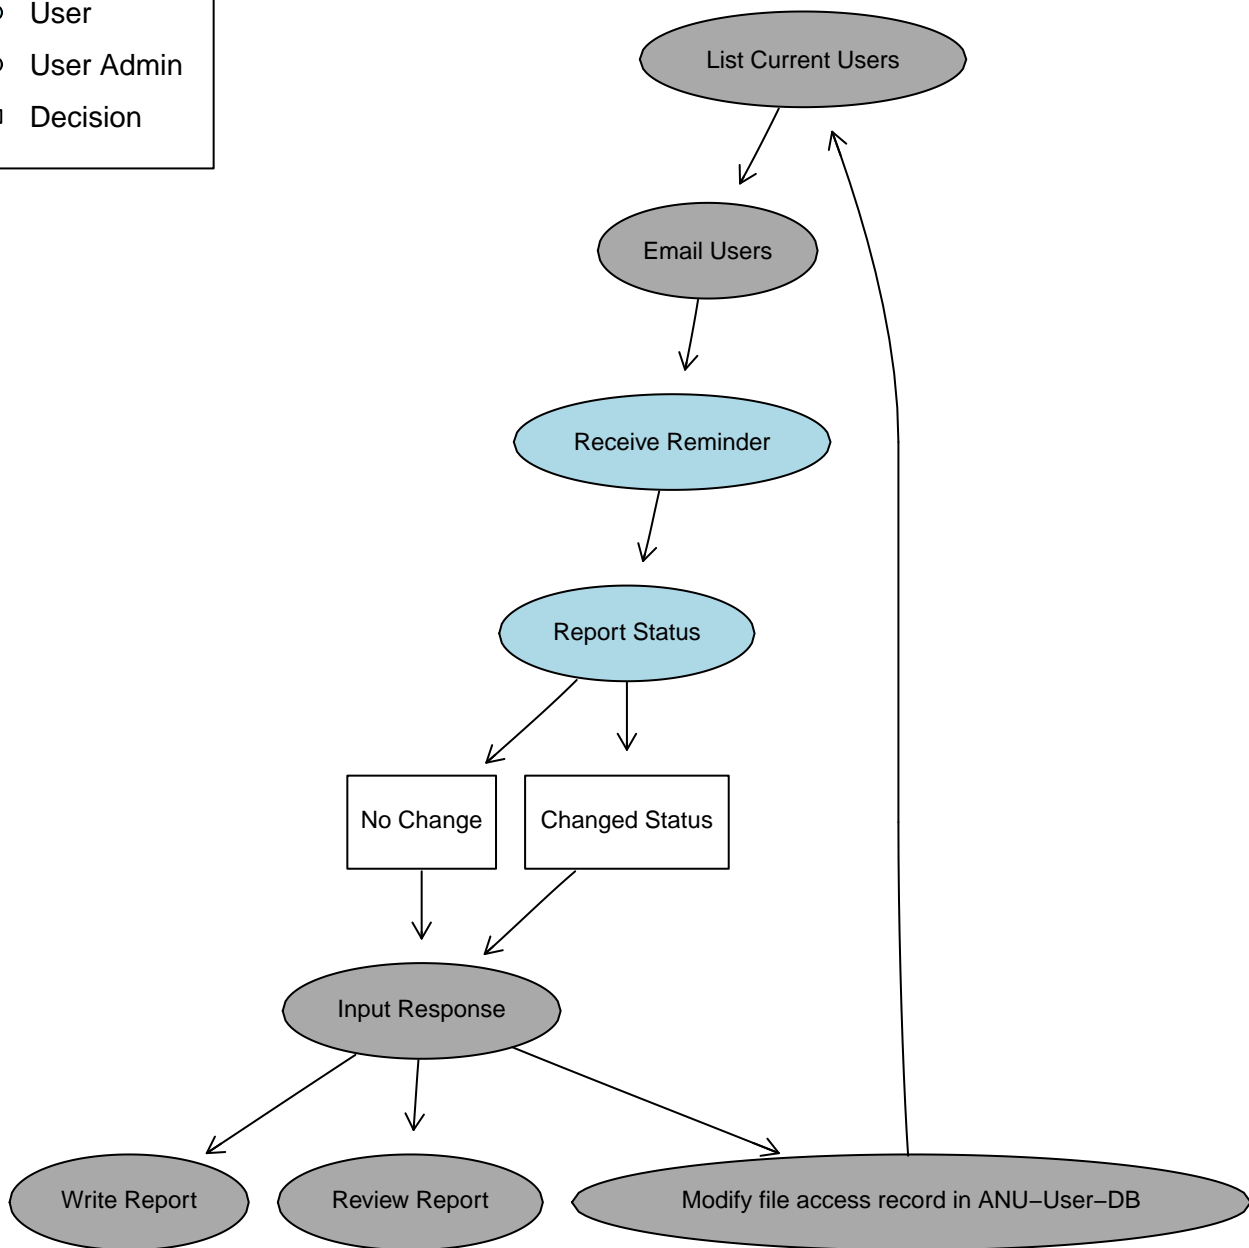 User
User Admin
Decision
List Current Users
Email Users
Receive Reminder
Report Status
No Change
Changed Status
Input Response
Write Report
Review Report
Modify file access record in ANU−User−DB